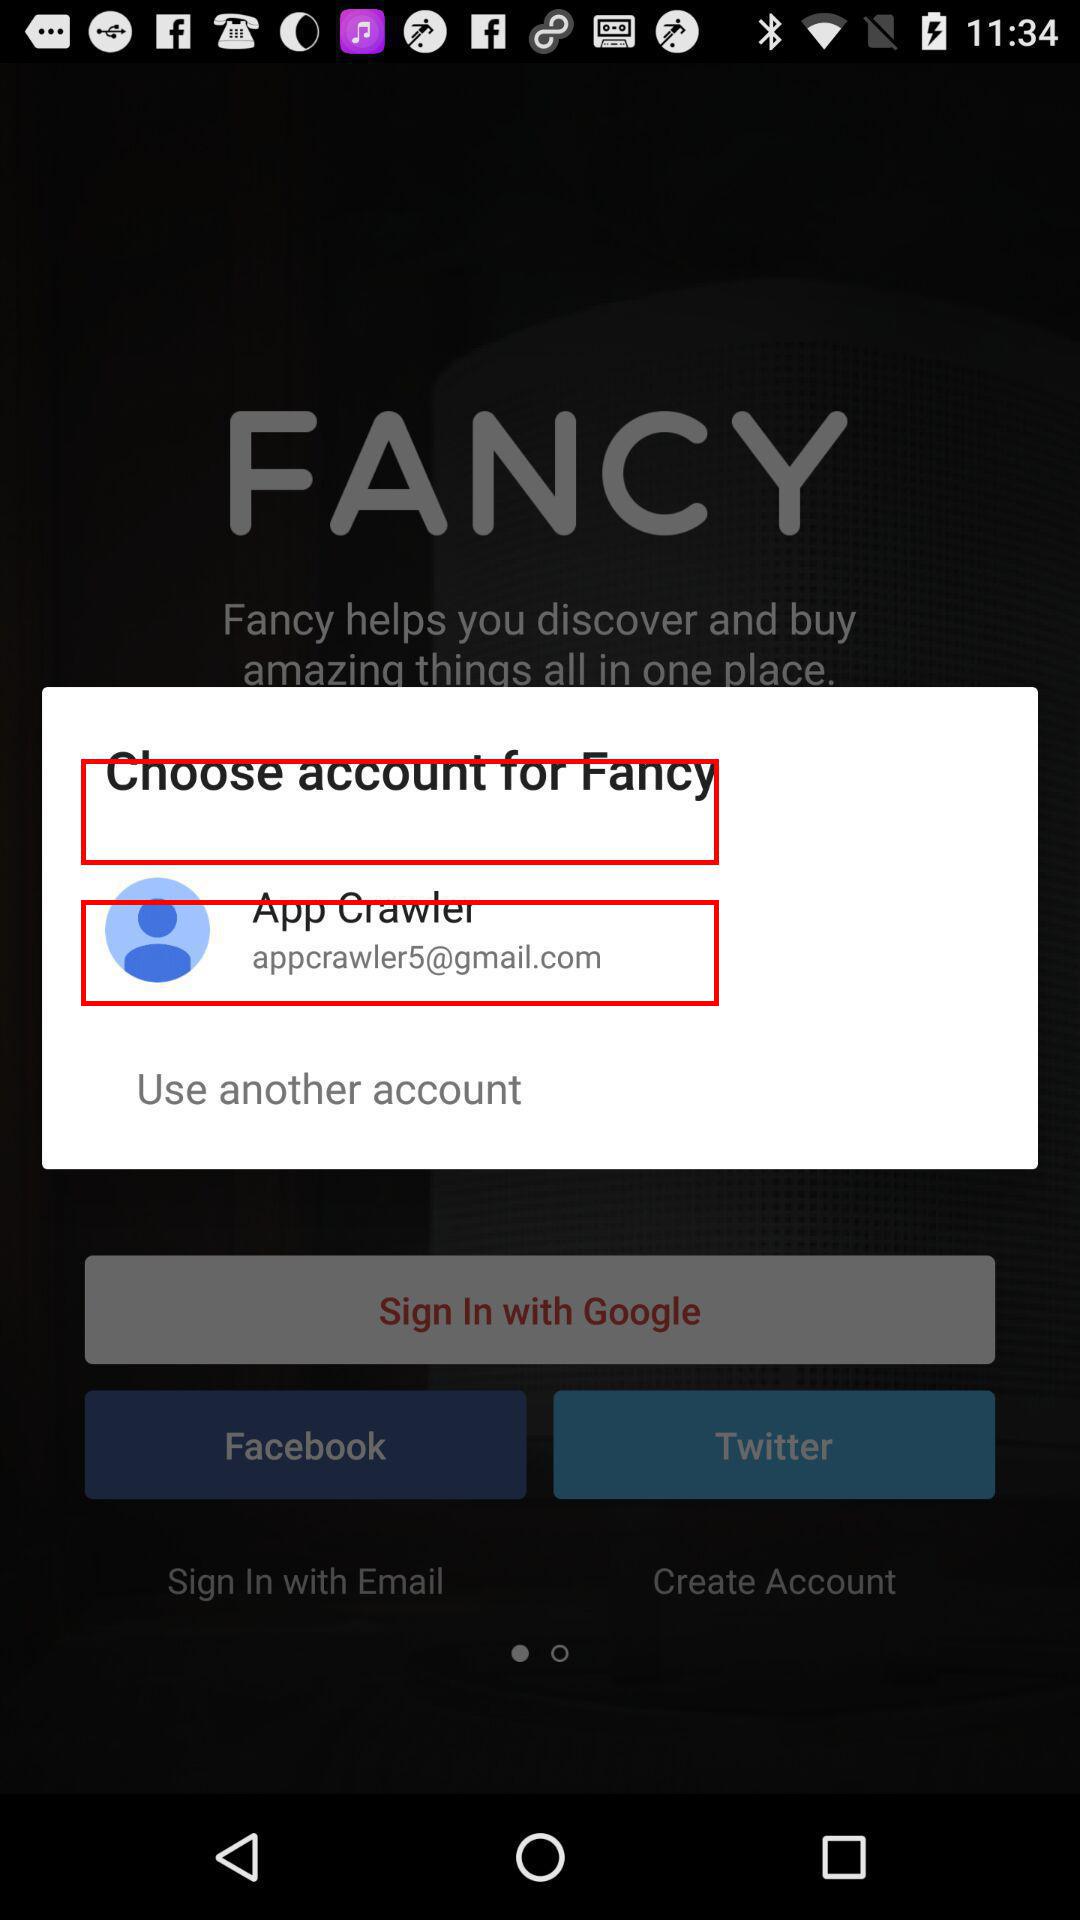 11:34
FANCY
Fancy helps you discover and buy
amazing things all in one place.
Choose account for Fancy
App Crawler
appcrawler5@gmail.com
Use another account
Sign In with Google
Facebook
Twitter
Sign In with Email
Create Account